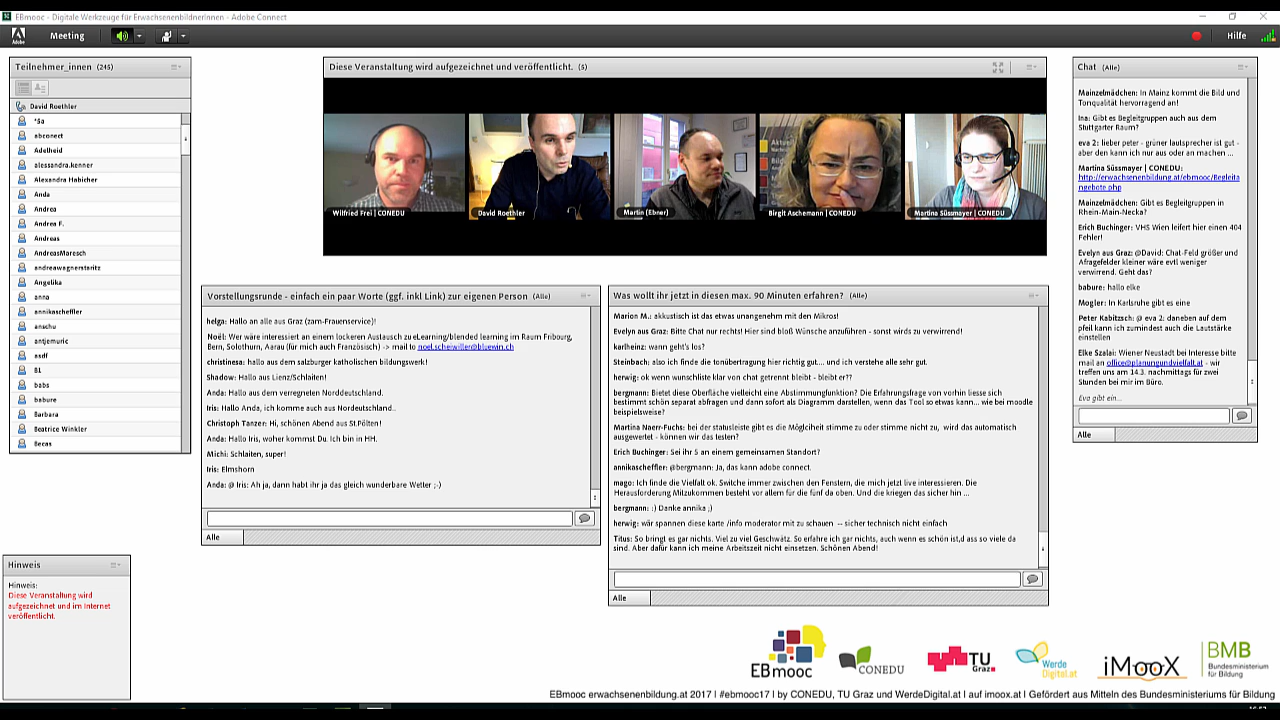 EBmooc - Digitale Werkzeuge für ErwachsenenbildnerInnen - Adobe Connect
Adobe
Meeting
Hilfe
Teilnehmer_innen (245)
David Roethler
*Sa
abconect
Adelheid
alessandra.kenner
Alexandra Habicher
Anda
Andrea
Andrea F.
Andreas
AndreasMaresch
andreawagnerstaritz
Angelika
anna
annikascheffler
anschu
antjemuric
asdf
B1
babs
babure
Barbara
Beatrice Winkler
Becas
Diese Veranstaltung wird aufgezeichnet und veröffentlicht. (5)
Wilfried Frei | CONEDU
David Roethler
Martin (Ebner)
Birgit Aschemann | CONEDU
Martina Süssmayer | CONEDU
Vorstellungsrunde - einfach ein paar Worte (ggf. inkl Link) zur eigenen Person (Alle)
helga: Hallo an alle aus Graz (zam-Frauenservice)!
Noël: Wer wäre interessiert an einem lockeren Austausch zu eLearning/blended learning im Raum Fribourg,
Bern, Solothurn, Aarau (für mich auch Französisch) -> mail to noel.scheiwiller@bluewin.ch
christinesa: hallo aus dem salzburger katholischen bildungswerk!
Shadow: Hallo aus Lienz/Schlaiten!
Anda: Hallo aus dem verregneten Norddeutschland.
Iris: Hallo Anda, ich komme auch aus Nordeutschland..
Christoph Tanzer: Hi, schönen Abend aus St.Pölten!
Anda: Hallo Iris, woher kommst Du. Ich bin in HH.
Michi: Schlaiten, super!
Iris: Elmshorn
Anda: @ Iris: Ah ja, dann habt ihr ja das gleich wunderbare Wetter ;-)
Alle
Was wollt ihr jetzt in diesen max. 90 Minuten erfahren? (Alle)
Marion M.: akkustisch ist das etwas unangenehm mit den Mikros!
Evelyn aus Graz: Bitte Chat nur rechts! Hier sind bloß Wünsche anzuführen - sonst wirds zu verwirrend!
karlheinz: wann geht's los?
Steinbach: also ich finde die tonübertragung hier richtig gut.... und ich verstehe alle sehr gut.
herwig: ok wenn wunschliste klar von chat getrennt bleibt - bleibt er??
bergmann: Bietet diese Oberfläche vielleicht eine Abstimmungfunktion? Die Erfahrungsfrage von vorhin liesse sich
bestimmt schön separat abfragen und dann sofort als Diagramm darstellen, wenn das Tool so etwas kann... wie bei moodle
beispielsweise?
Martina Naerr-Fuchs: bei der statusleiste gibt es die Möglciheit stimme zu oder stimme nicht zu, wird das automatisch
ausgewertet - können wir das testen?
Erich Buchinger: Sei ihr 5 an einem gemeinsamen Standort?
annikascheffler: @bergmann: Ja, das kann adobe connect.
mago: Ich finde die Vielfalt ok. Switche immer zwischen den Fenstern, die mich jetzt live interessieren. Die
Herausforderung Mitzukommen besteht vor allem für die fünf da oben. Und die kriegen das sicher hin ...
bergmann: :) Danke annika ;)
herwig: wär spannen diese karte /info moderator mit zu schauen -- sicher technisch nicht einfach
Titus: So bringt es gar nichts. Viel zu viel Geschwätz. So erfahre ich gar nichts, auch wenn es schön ist,d ass so viele da
sind. Aber dafür kann ich meine Arbeitszeit nicht einsetzen. Schönen Abend!
Alle
Chat (Alle)
Mainzelmädchen: In Mainz kommt die Bild und
Tonqualität hervorragend an!
Ina: Gibt es Begleitgruppen auch aus dem
Stuttgarter Raum?
eva 2: lieber peter - grüner lautsprecher ist gut -
aber den kann ich nur aus oder an machen ...
Martina Süssmayer | CONEDU:
http://erwachsenenbildung.at/ebmooc/Begleita
ngebote.php
Mainzelmädchen: Gibt es Begleitgruppen in
Rhein-Main-Necka?
Erich Buchinger: VHS Wien leifert hier einen 404
Fehler!
Evelyn aus Graz: @David: Chat-Feld größer und
Afragefelder kleiner wäre evtl weniger
verwirrend. Geht das?
babure: hallo elke
Mogler: In Karlsruhe gibt es eine
Peter Kabitzsch: @ eva 2: daneben auf dem
pfeil kann ich zumindest auch die Lautstärke
einstellen
Elke Szalai: Wiener Neustadt bei Interesse bitte
mail an office@planungundvielfalt.at - wir
treffen uns am 14.3. nachmittags für zwei
Stunden bei mir im Büro.
Eva gibt ein...
Alle
Hinweis
Hinweis:
Diese Veranstaltung wird
aufgezeichnet und im Internet
veröffentlicht.
EBmooc
CONEDU
TU Graz
Werde Digital.at
iMooX
BMB
Bundesministerium
für Bildung
EBmooc erwachsenenbildung.at 2017 I #ebmooc17 I by CONEDU, TU Graz und WerdeDigital.at I auf imoox.at I Gefördert aus Mitteln des Bundesministeriums für Bildung